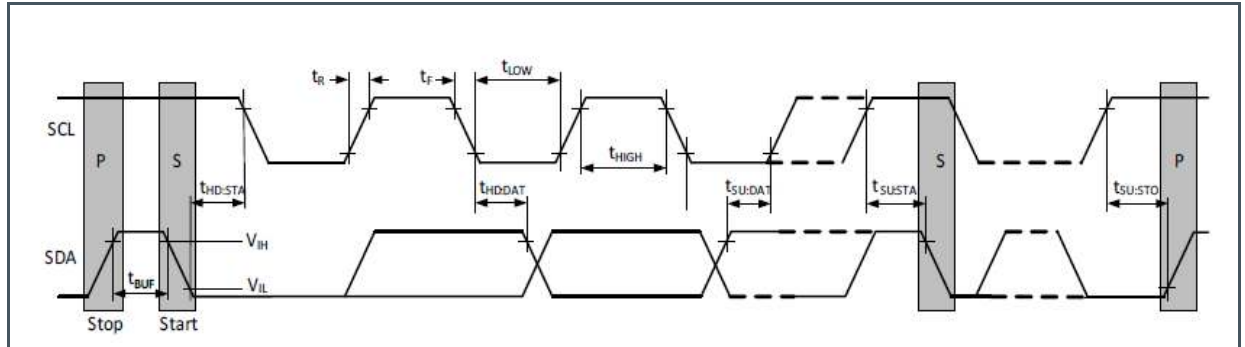 tR
tF
tLOW
SCL
P
S
tHIGH
S
P
tHD:STA
tHD:DAT
tSU:DAT
tSU:STA
tSU:STO
VIH
SDA
tBUF
VIL
Stop
Start